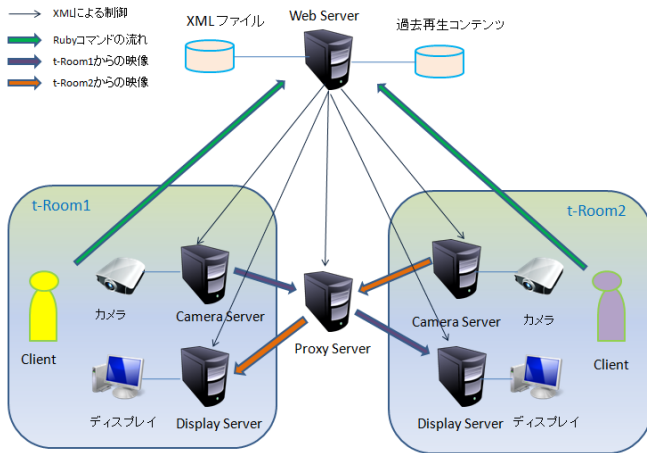 XMLによる制御
Rubyコマンドの流れ
t-Room1からの映像
t-Room2からの映像
XMLファイル
Web Server
過去再生コンテンツ
t-Room1
t-Room2
カメラ
Camera Server
Camera Server
カメラ
Client
Proxy Server
Client
ディスプレイ
Display Server
Display Server
ディスプレイ